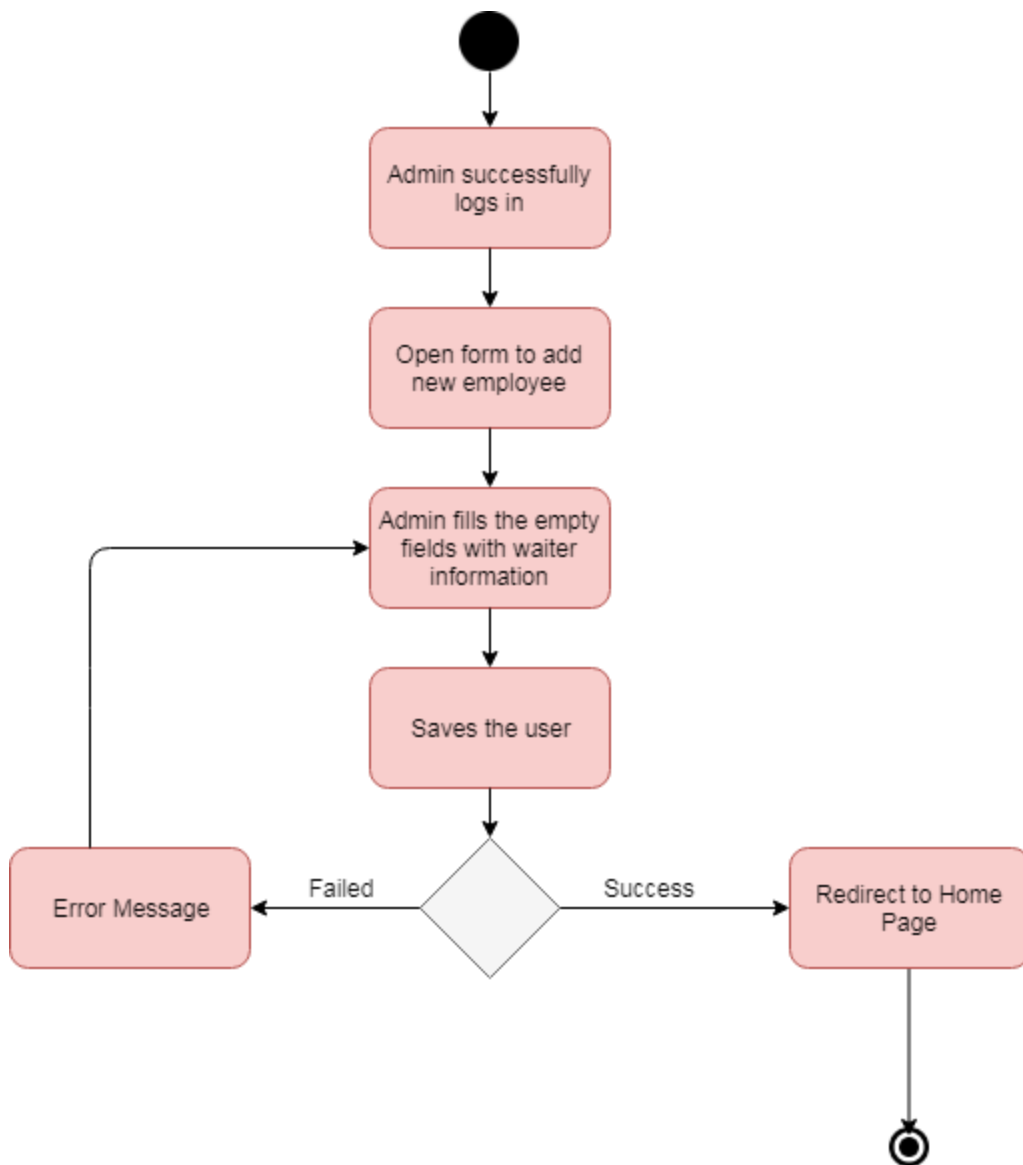 Admin successfully
logs in
Open form to add
new employee
Admin fills the empty
fields with waiter
information
Saves the user
Failed
Success
Error Message
Redirect to Home
Page